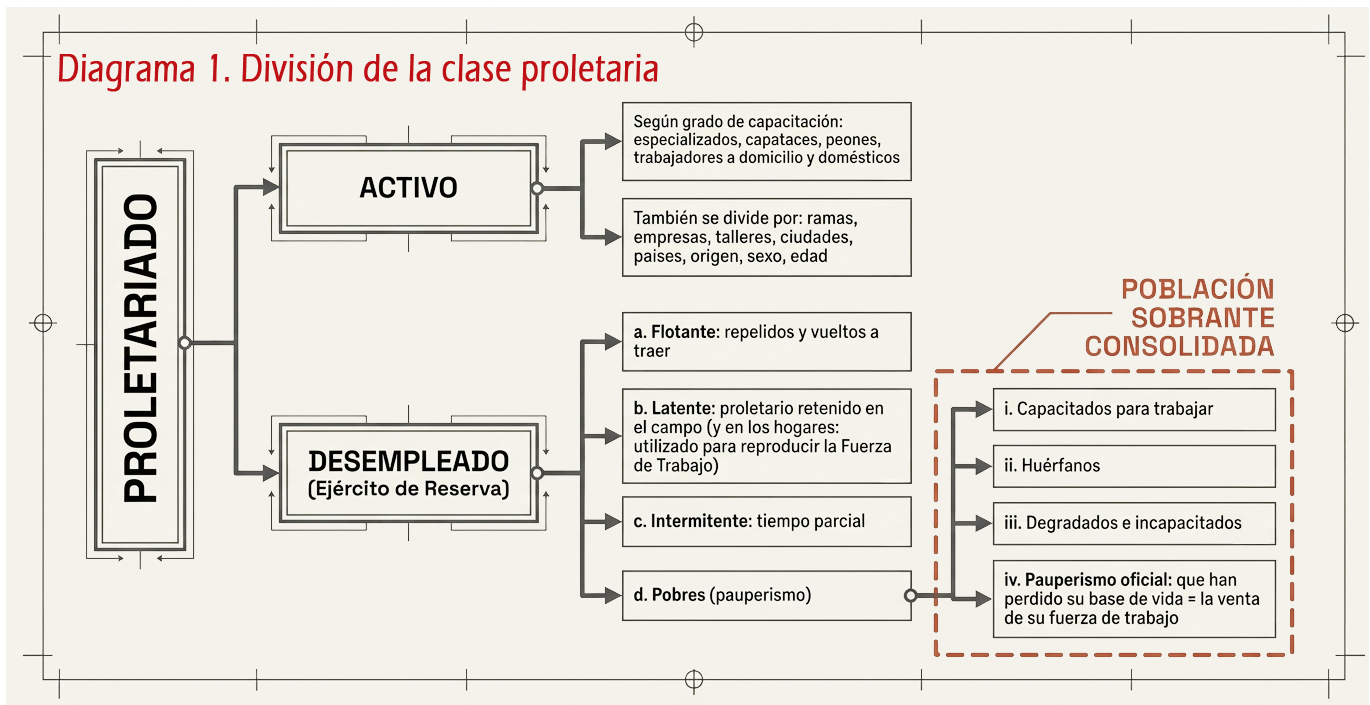 Diagrama 1. División de la clase proletaria
PROLETARIADO
ACTIVO
Según grado de capacitación:
especializados, capataces, peones,
trabajadores a domicilio y domésticos
También se divide por: ramas,
empresas, talleres, ciudades,
países, origen, sexo, edad
DESEMPLEADO
(Ejército de Reserva)
a. Flotante: repelidos y vueltos a
traer
b. Latente: proletario retenido en
el campo (y en los hogares:
utilizado para reproducir la Fuerza
de Trabajo)
c. Intermitente: tiempo parcial
d. Pobres (pauperismo)
POBLACIÓN
SOBRANTE
CONSOLIDADA
i. Capacitados para trabajar
ii. Huérfanos
iii. Degradados e incapacitados
iv. Pauperismo oficial: que han
perdido su base de vida = la venta
de su fuerza de trabajo